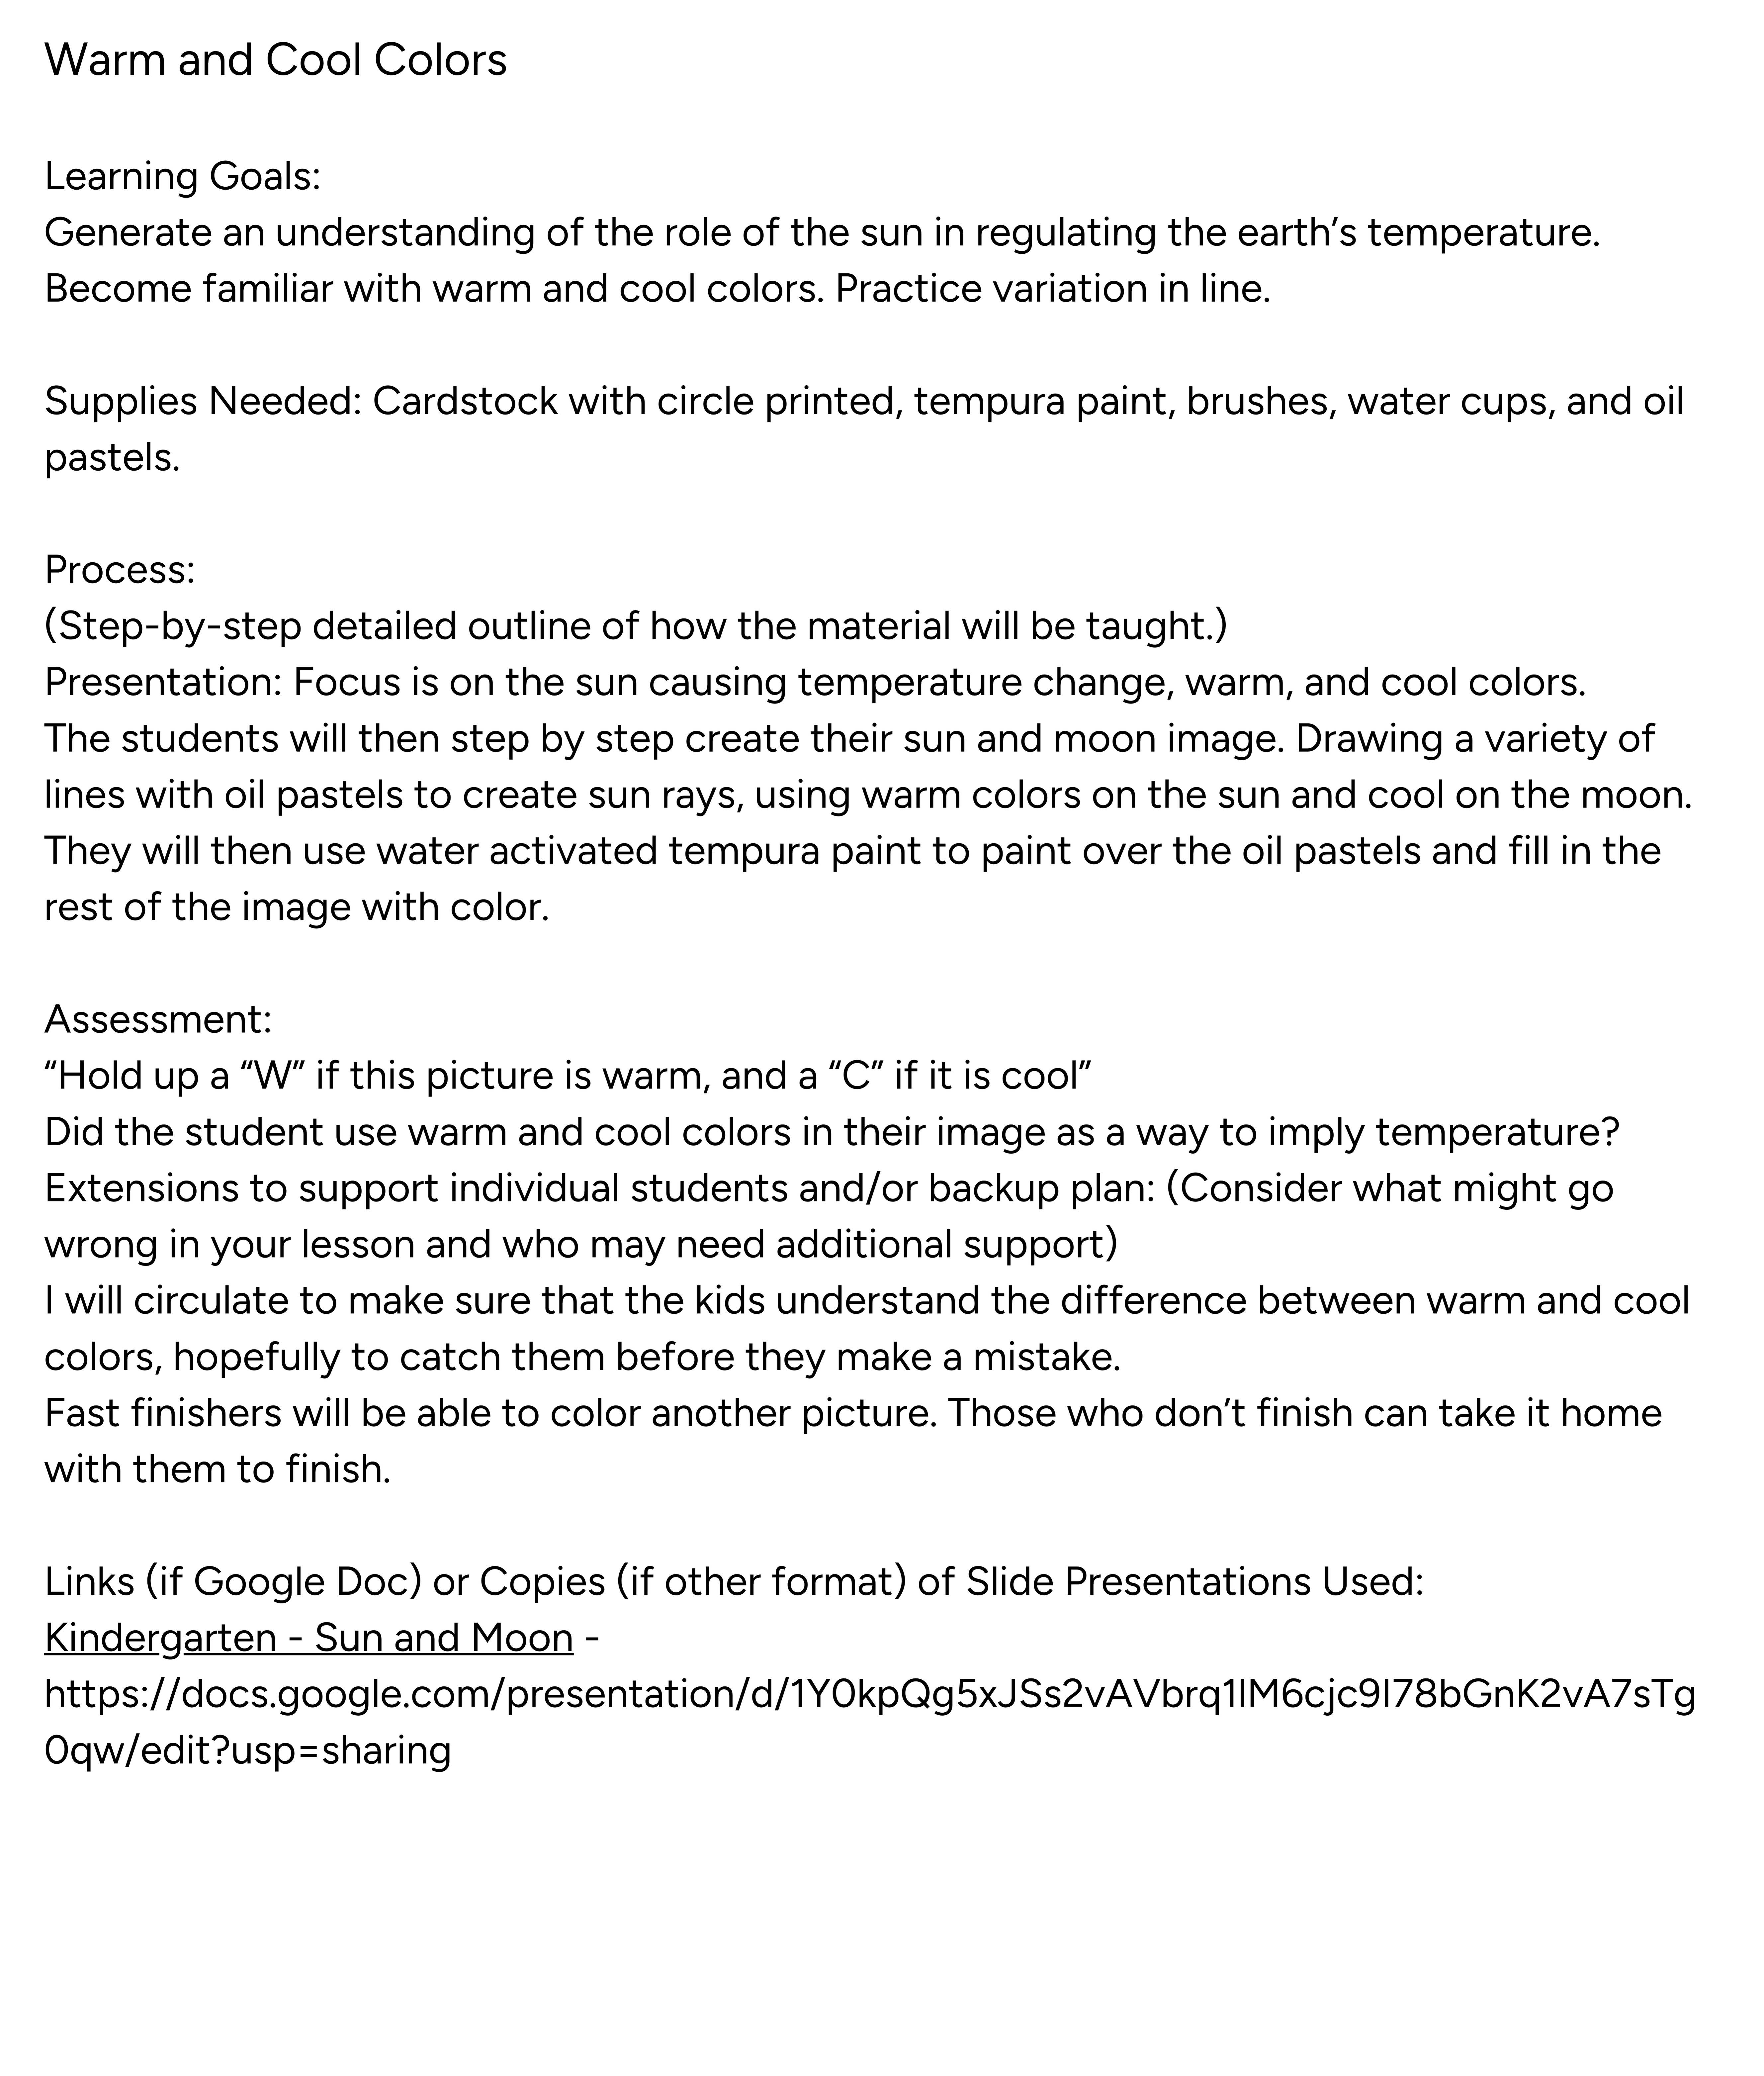 Warm and Cool Colors
Learning Goals:
Generate an understanding of the role of the sun in regulating the earth’s temperature.
Become familiar with warm and cool colors. Practice variation in line.
Supplies Needed: Cardstock with circle printed, tempura paint, brushes, water cups, and oil
pastels.
Process:
(Step-by-step detailed outline of how the material will be taught.)
Presentation: Focus is on the sun causing temperature change, warm, and cool colors.
The students will then step by step create their sun and moon image. Drawing a variety of
lines with oil pastels to create sun rays, using warm colors on the sun and cool on the moon.
They will then use water activated tempura paint to paint over the oil pastels and fill in the
rest of the image with color.
Assessment:
“Hold up a “W” if this picture is warm, and a “C” if it is cool”
Did the student use warm and cool colors in their image as a way to imply temperature?
Extensions to support individual students and/or backup plan: (Consider what might go
wrong in your lesson and who may need additional support)
I will circulate to make sure that the kids understand the difference between warm and cool
colors, hopefully to catch them before they make a mistake.
Fast finishers will be able to color another picture. Those who don’t finish can take it home
with them to finish.
Links (if Google Doc) or Copies (if other format) of Slide Presentations Used:
Kindergarten - Sun and Moon -
https://docs.google.com/presentation/d/1Y0kpQg5xJSs2vAVbrq1lM6cjc9I78bGnK2vA7sTg
0qw/edit?usp=sharing